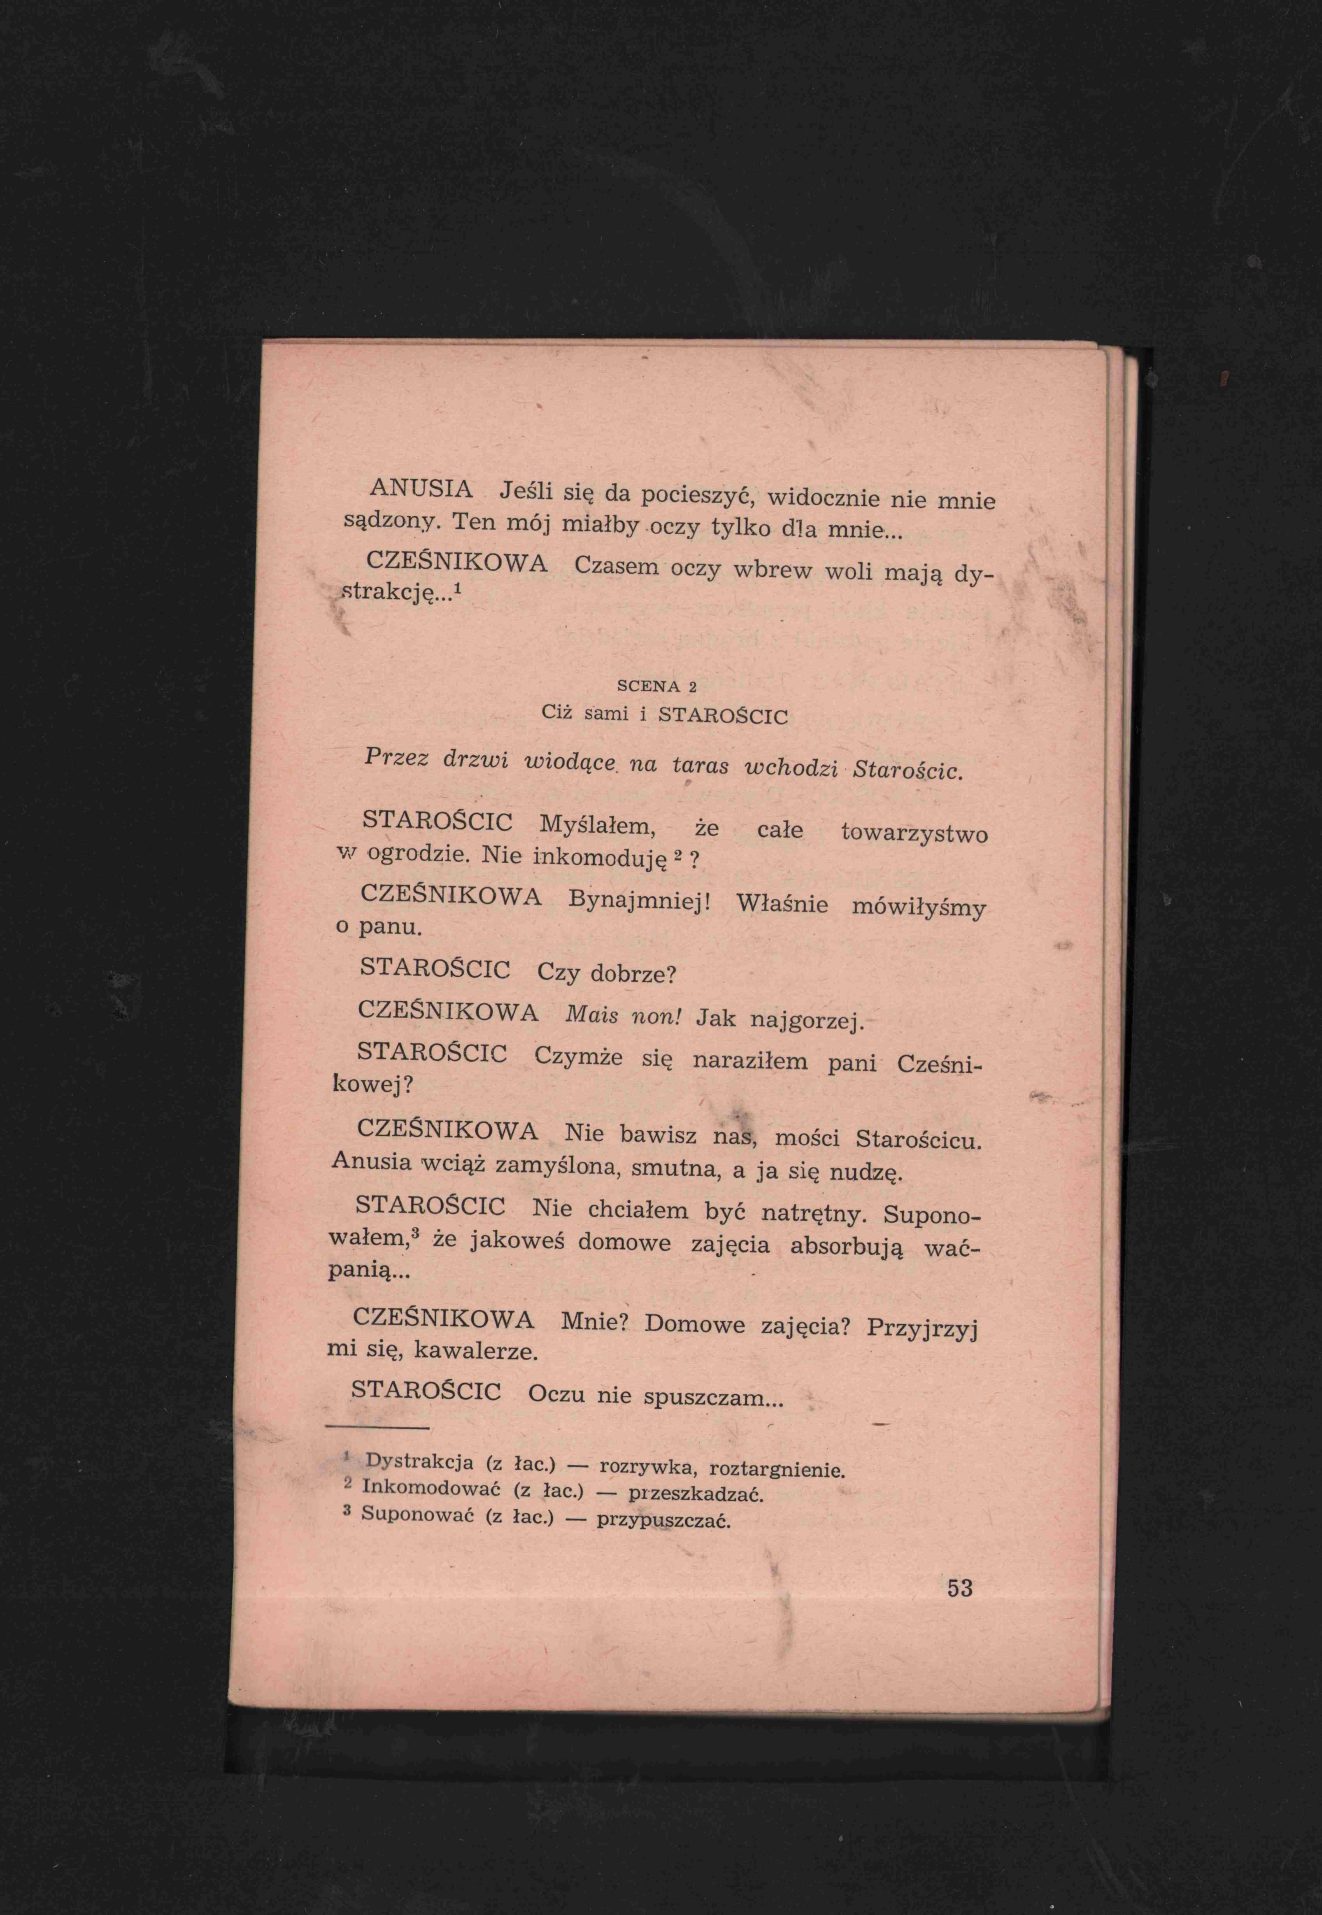 ANUSIA Jeśli się da pocieszyć, widocznie nie mnie
sądzony. Ten mój miałby oczy tylko dla mnie...
CZEŚNIKOWA Czasem oczy wbrew woli mają dy-
strakcję...¹
SCENA 2
Ciż sami i STAROŚCIC
Przez drzwi wiodące na taras wchodzi Starościc.
STAROŚCIC Myślałem, że całe towarzystwo
w ogrodzie. Nie inkomoduję ² ?
CZEŚNIKOWA Bynajmniej! Właśnie mówiłyśmy
o panu.
STAROŚCIC Czy dobrze?
CZEŚNIKOWA Mais non! Jak najgorzej.
STAROŚCIC Czymże się naraziłem pani Cześni-
kowej?
CZEŚNIKOWA Nie bawisz nas, mości Starościcu.
Anusia wciąż zamyślona, smutna, a ja się nudzę.
STAROŚCIC Nie chciałem być natrętny. Supono-
wałem,³ że jakoweś domowe zajęcia absorbują wać-
panią...
CZEŚNIKOWA Mnie? Domowe zajęcia? Przyjrzyj
mi się, kawalerze.
STAROŚCIC Oczu nie spuszczam...
¹ Dystrakcja (z łac.) — rozrywka, roztargnienie.
² Inkomodować (z łac.) — przeszkadzać.
³ Suponować (z łac.) — przypuszczać.
53